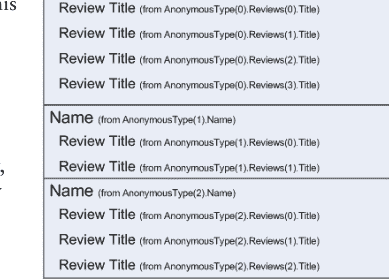 his
Review Title (from AnonymousType(0).Reviews(0).Title)
Review Title (from AnonymousType(0).Reviews(1).Title)
Review Title (from AnonymousType(0).Reviews(2).Title)
Review Title (from AnonymousType(0).Reviews(3).Title)
Name (from AnonymousType(1).Name)
Review Title (from AnonymousType(1).Reviews(0).Title)
Review Title (from AnonymousType(1).Reviews(1).Title)
Name (from AnonymousType(2).Name)
Review Title (from AnonymousType(2).Reviews(0).Title)
Review Title (from AnonymousType(2).Reviews(1).Title)
Review Title (from AnonymousType(2).Reviews(2).Title)